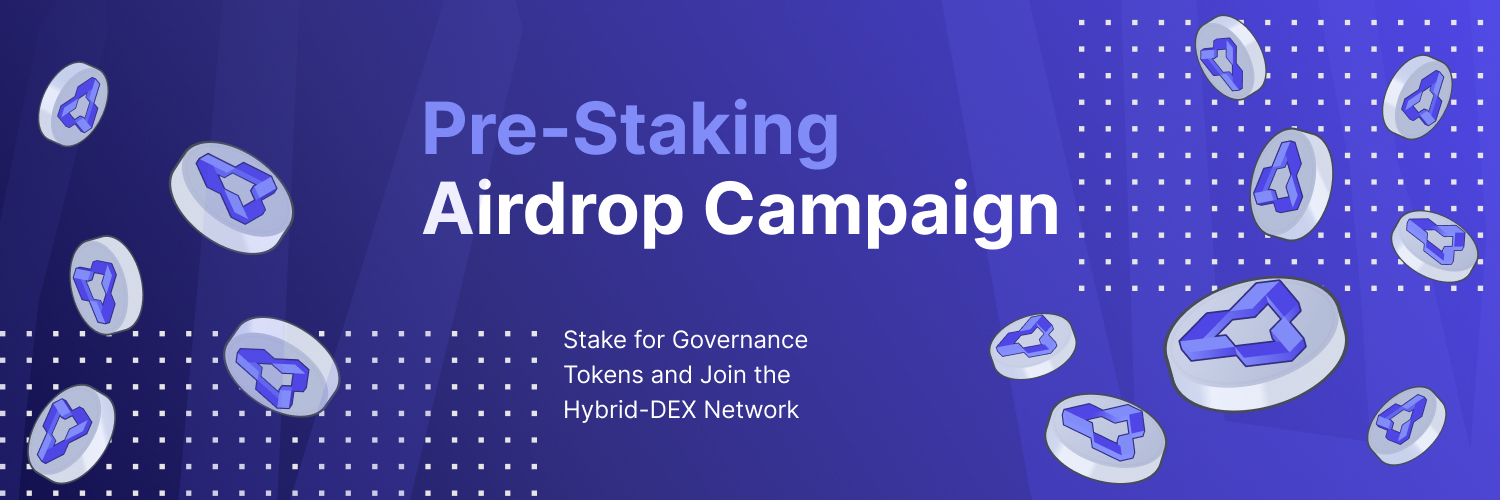 Pre-Staking
Airdrop Campaign
Stake for Governance
Tokens and Join the
Hybrid-DEX Network